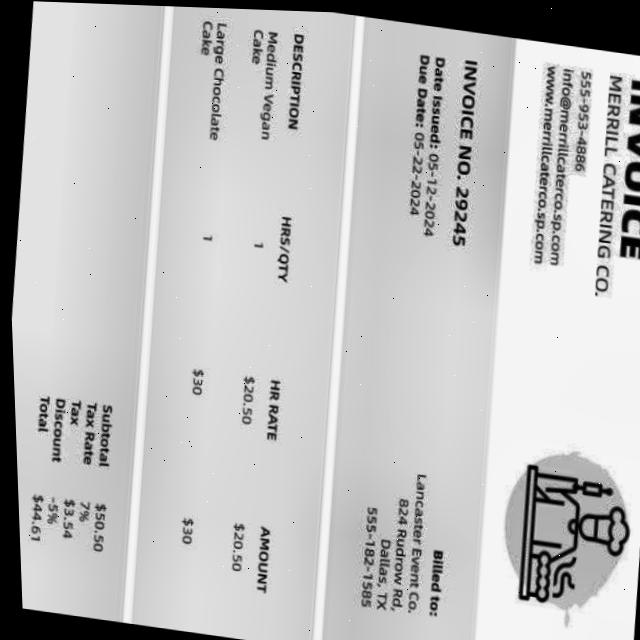 INVOICE
MERRILL CATERING CO.
555-953-4886
info@merrillcaterco.sp.com
www.merrillcaterco.sp.com
INVOICE NO. 29245
Date Issued: 05-12-2024
Due Date: 05-22-2024
Billed to:
Lancaster Event Co.
824 Rudrow Rd,
Dallas, TX
555-182-1585
DESCRIPTION HRS/QTY HR RATE AMOUNT
Medium Vegan
Cake 1 $20.50 $20.50
Large Chocolate
Cake 1 $30 $30
Subtotal $50.50
Tax Rate 7%
Tax $3.54
Discount -5%
Total $44.61